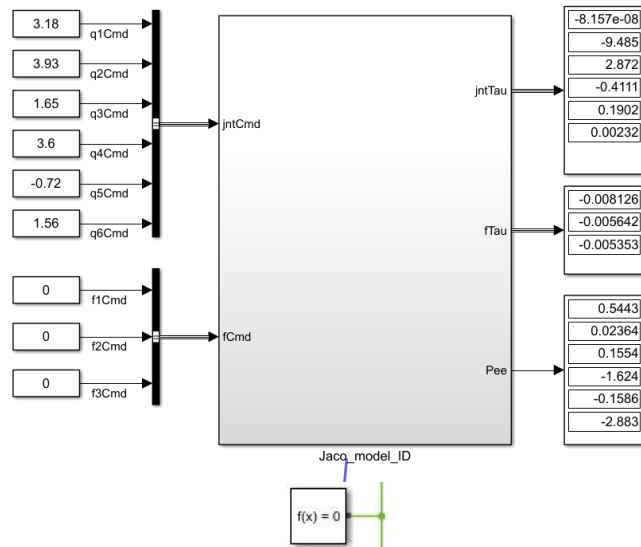 3.18
q1Cmd
3.93
q2Cmd
1.65
q3Cmd
3.6
q4Cmd
-0.72
q5Cmd
1.56
q6Cmd
0
f1Cmd
0
f2Cmd
0
f3Cmd
jntCmd
fCmd
jntTau
fTau
Pee
Jaco_model_ID
-8.157e-08
-9.485
2.872
-0.4111
0.1902
0.00232
-0.008126
-0.005642
-0.005353
0.5443
0.02364
0.1554
-1.624
-0.1586
-2.883
f(x) = 0